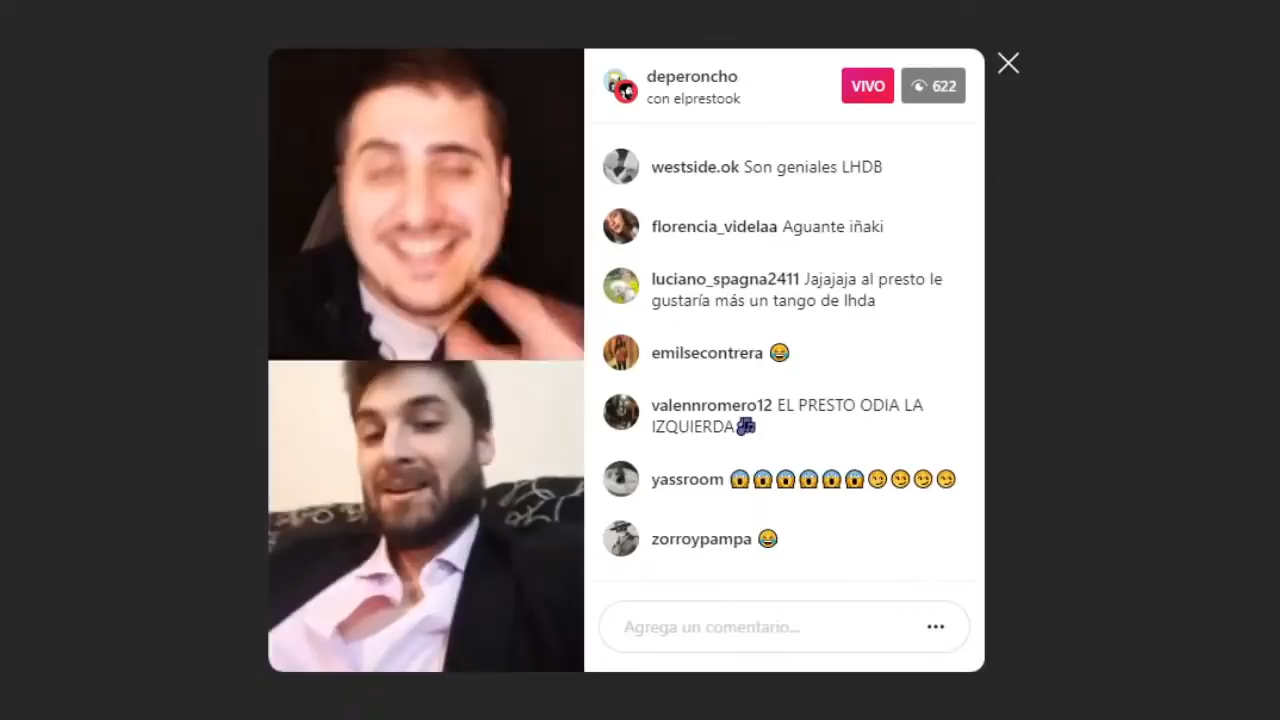 deperoncho
con elprestook
VIVO
622
westside.ok Son geniales LHDB
florencia_videlaa Aguante iñaki
luciano_spagna2411 Jajajaja al presto le
gustaría más un tango de lhda
emilsecontrera 😂
valennromero12 EL PRESTO ODIA LA
IZQUIERDA🎶
yassroom 😱😱😱😱😱😱😏😏😏😏
zorroypampa 😂
Agrega un comentario...